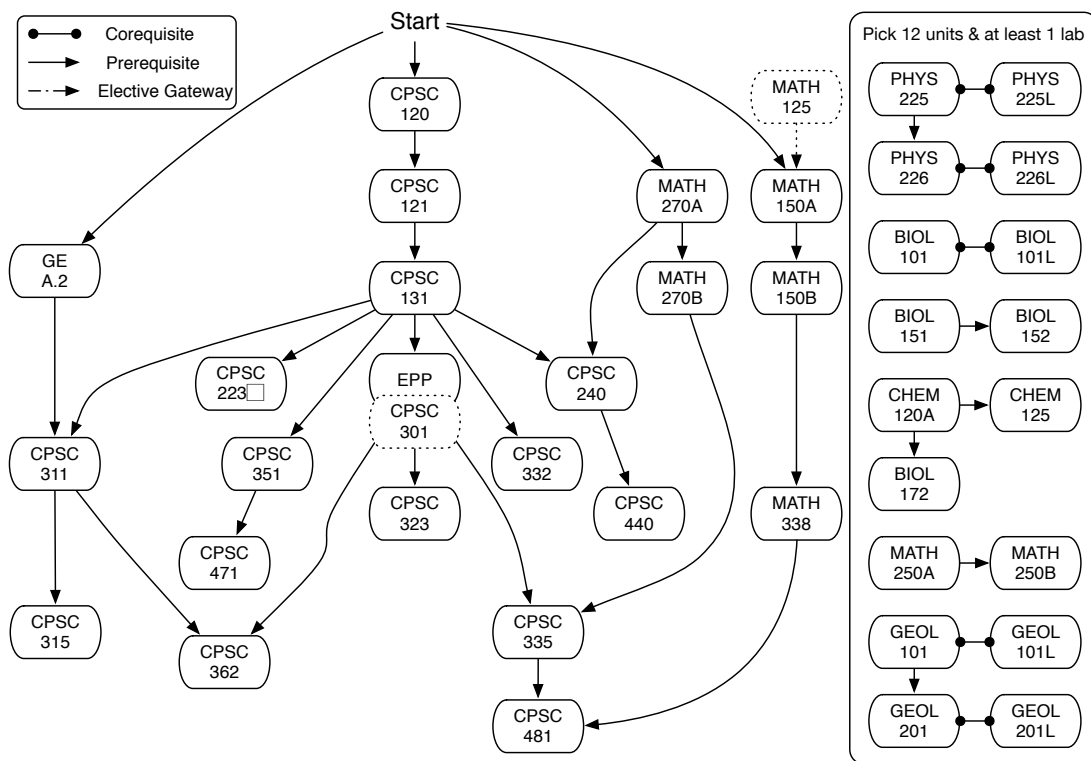 Start
Corequisite
Prerequisite
Elective Gateway
CPSC
120
MATH
125
CPSC
121
MATH
270A
MATH
150A
GE
A.2
CPSC
131
MATH
270B
MATH
150B
CPSC
223□
EPP
CPSC
301
CPSC
240
CPSC
311
CPSC
351
CPSC
332
CPSC
323
CPSC
440
MATH
338
CPSC
471
CPSC
315
CPSC
362
CPSC
335
CPSC
481
Pick 12 units & at least 1 lab
PHYS
225
PHYS
225L
PHYS
226
PHYS
226L
BIOL
101
BIOL
101L
BIOL
151
BIOL
152
CHEM
120A
CHEM
125
BIOL
172
MATH
250A
MATH
250B
GEOL
101
GEOL
101L
GEOL
201
GEOL
201L